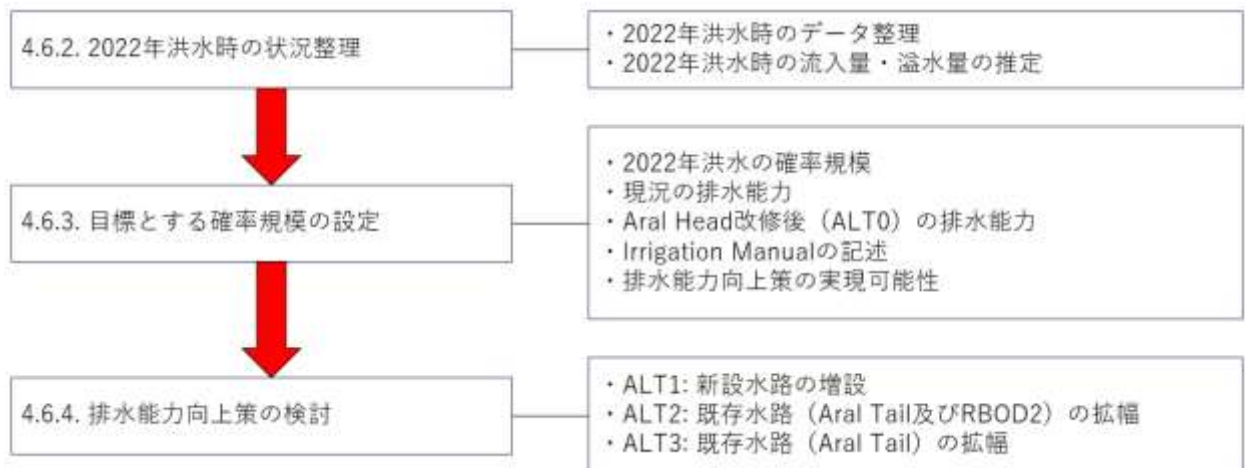 4.6.2. 2022年洪水時の状況整理
・2022年洪水時のデータ整理
・2022年洪水時の流入量・溢水量の推定
4.6.3. 目標とする確率規模の設定
・2022年洪水の確率規模
・現況の排水能力
・Aral Head改修後（ALT0）の排水能力
・Irrigation Manualの記述
・排水能力向上策の実現可能性
4.6.4. 排水能力向上策の検討
・ALT1: 新設水路の増設
・ALT2: 既存水路（Aral Tail及びRBOD2）の拡幅
・ALT3: 既存水路（Aral Tail）の拡幅